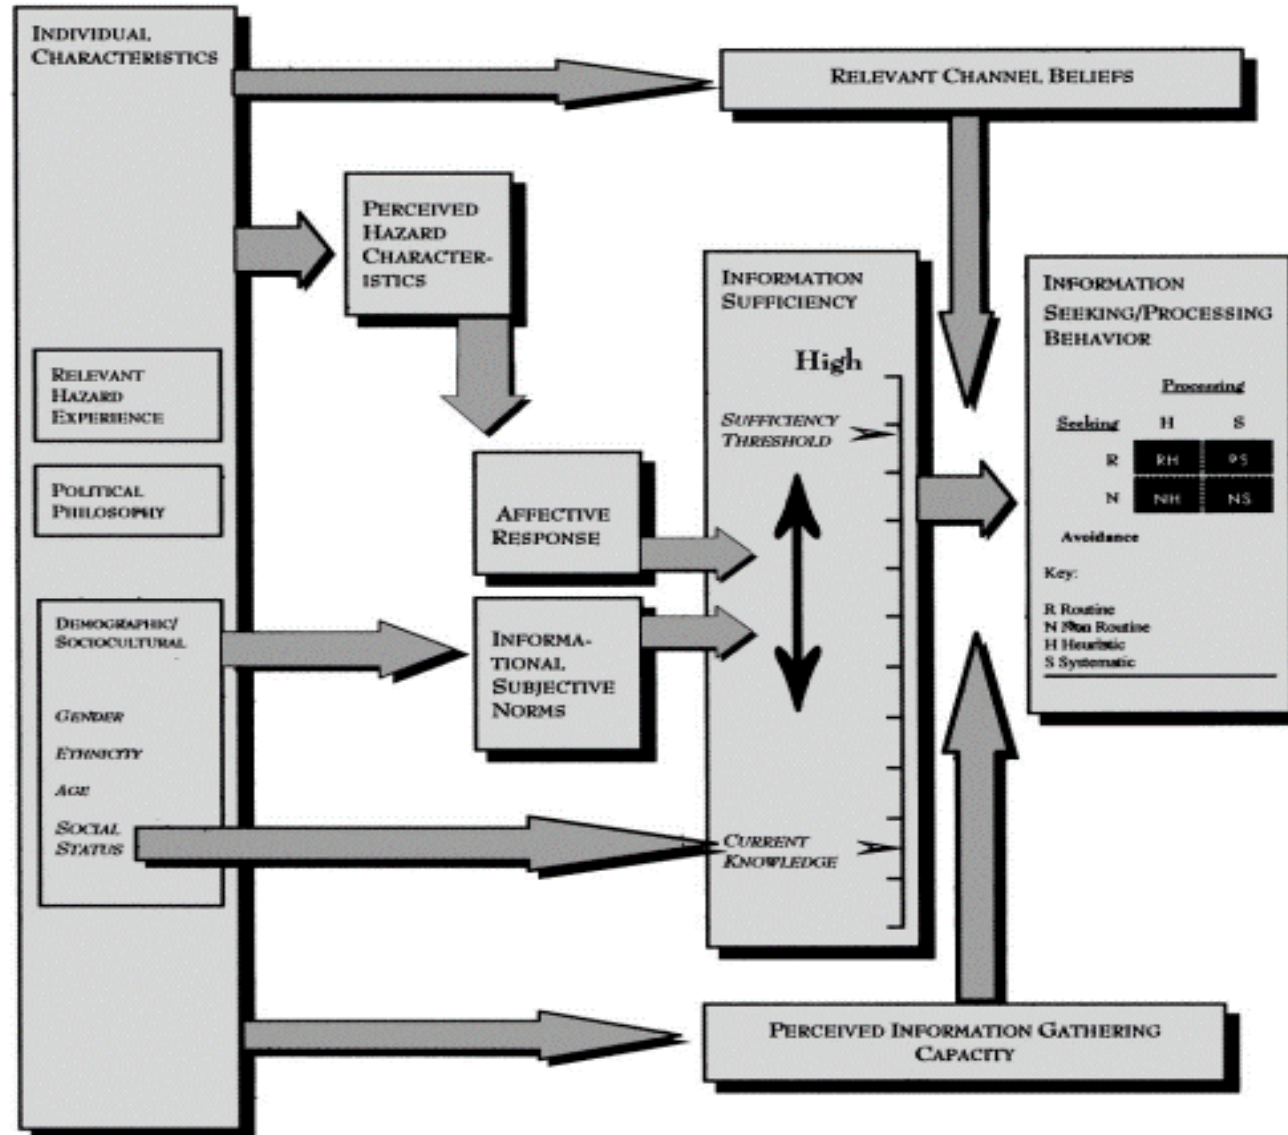 INDIVIDUAL
CHARACTERISTICS
RELEVANT
HAZARD
EXPERIENCE
POLITICAL
PHILOSOPHY
DEMOGRAPHIC/
SOCIOCULTURAL
GENDER
ETHNICITY
AGE
SOCIAL
STATUS
PERCEIVED
HAZARD
CHARACTER-
ISTICS
AFFECTIVE
RESPONSE
INFORMA-
TIONAL
SUBJECTIVE
NORMS
RELEVANT CHANNEL BELIEFS
INFORMATION
SUFFICIENCY
High
SUFFICIENCY
THRESHOLD
CURRENT
KNOWLEDGE
PERCEIVED INFORMATION GATHERING
CAPACITY
INFORMATION
SEEKING/PROCESSING
BEHAVIOR
Processing
Seeking H S
R RH
N NH NS
Avoidance
Key:
R Routine
N Non Routine
H Heuristic
S Systematic